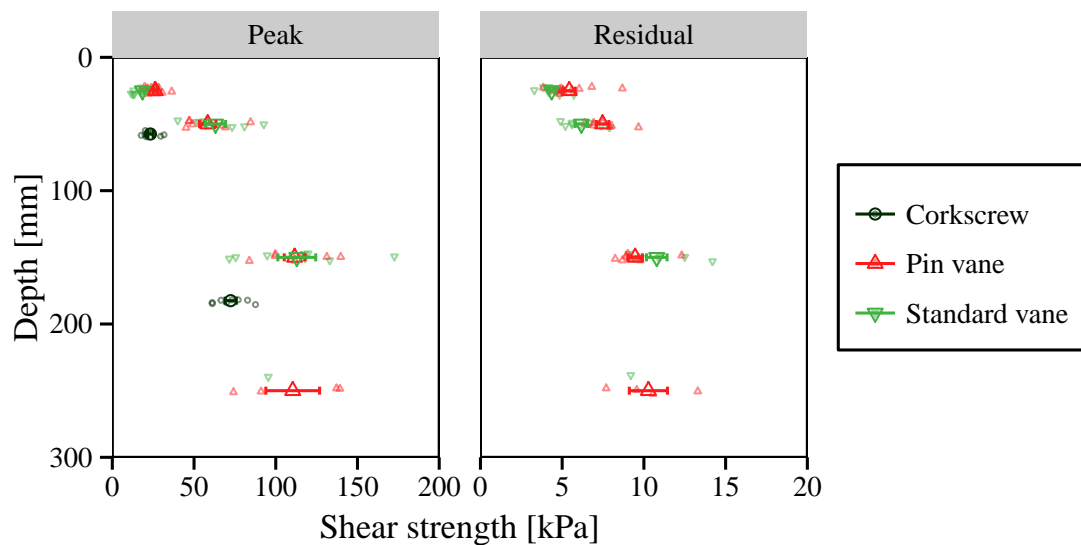 Peak
Residual
0
100
200
300
Depth [mm]
0
50
100
150
200
0
5
10
15
20
Shear strength [kPa]
Corkscrew
Pin vane
Standard vane